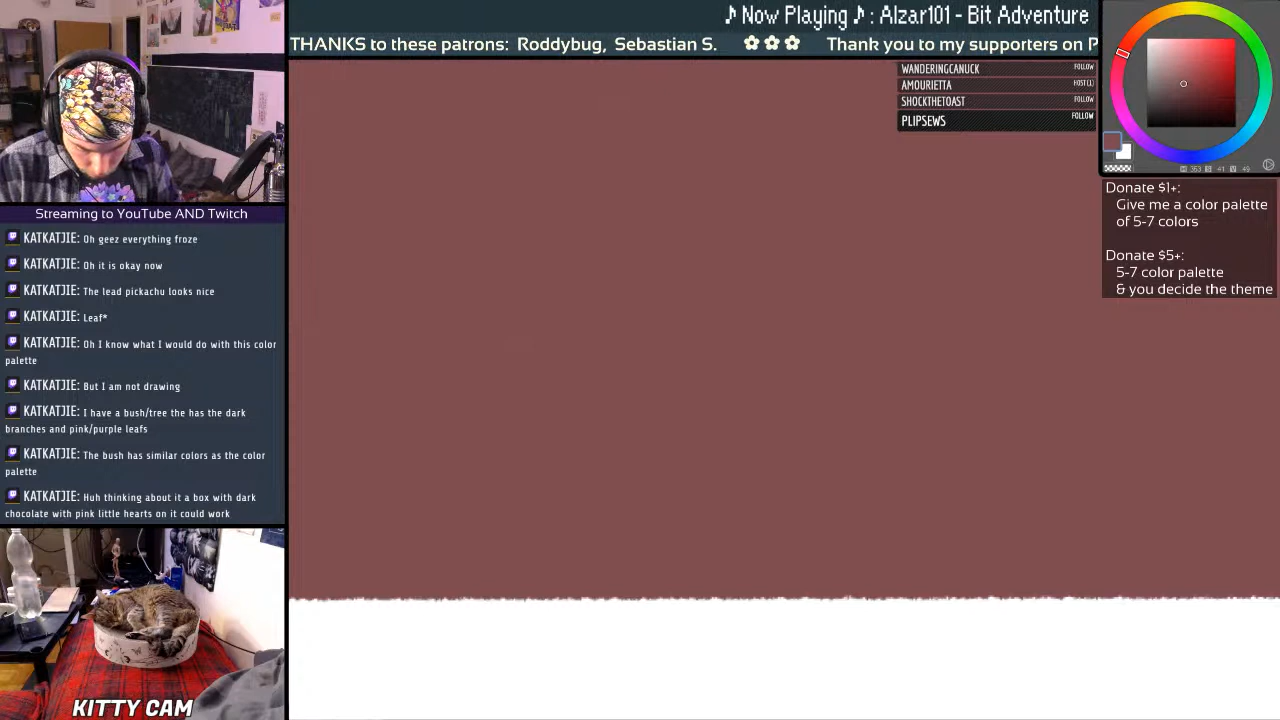 ♪ Now Playing ♪ : Alzar101 - Bit Adventure
THANKS to these patrons: Roddybug, Sebastian S. ✿ ✿ ✿ Thank you to my supporters on P
WANDERINGCANUCK FOLLOW
AMOURIETTA HOST (1)
SHOCKTHETOAST FOLLOW
PLIPSEWS FOLLOW
H 353 S 41 V 49
Donate $1+:
Give me a color palette
of 5-7 colors
Donate $5+:
5-7 color palette
& you decide the theme
Streaming to YouTube AND Twitch
KATKATJIE: Oh geez everything froze
KATKATJIE: Oh it is okay now
KATKATJIE: The lead pickachu looks nice
KATKATJIE: Leaf*
KATKATJIE: Oh I know what I would do with this color
palette
KATKATJIE: But I am not drawing
KATKATJIE: I have a bush/tree the has the dark
branches and pink/purple leafs
KATKATJIE: The bush has similar colors as the color
palette
KATKATJIE: Huh thinking about it a box with dark
chocolate with pink little hearts on it could work
KITTY CAM